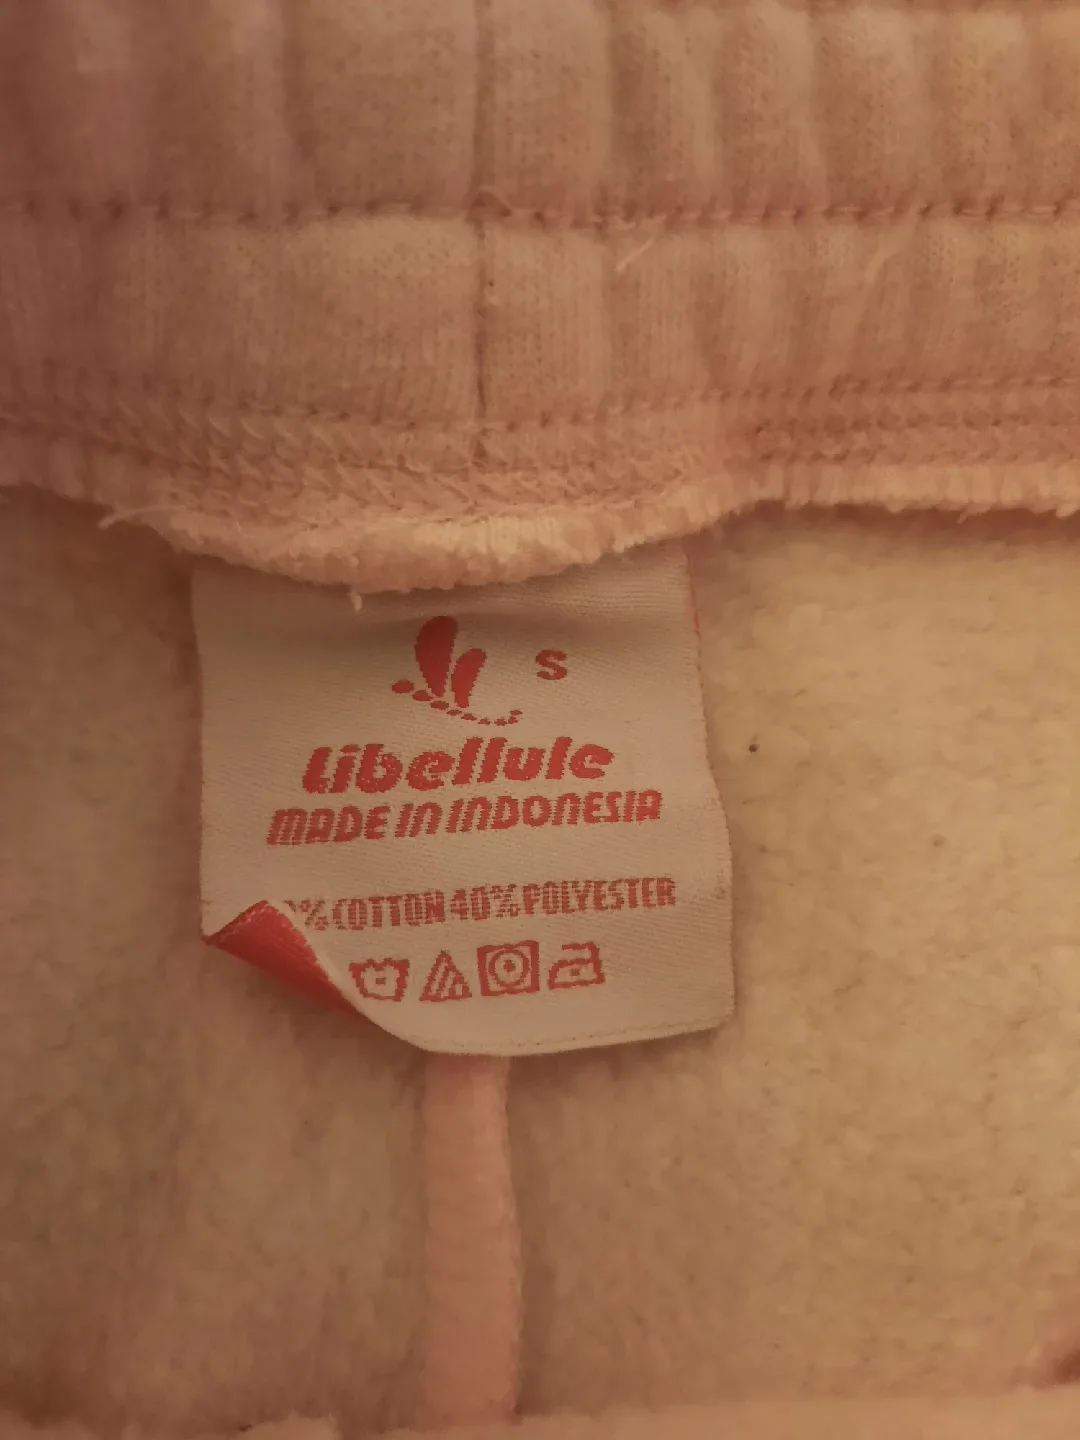 S
Libellule
MADE IN INDONESIA
% COTTON 40% POLYESTER